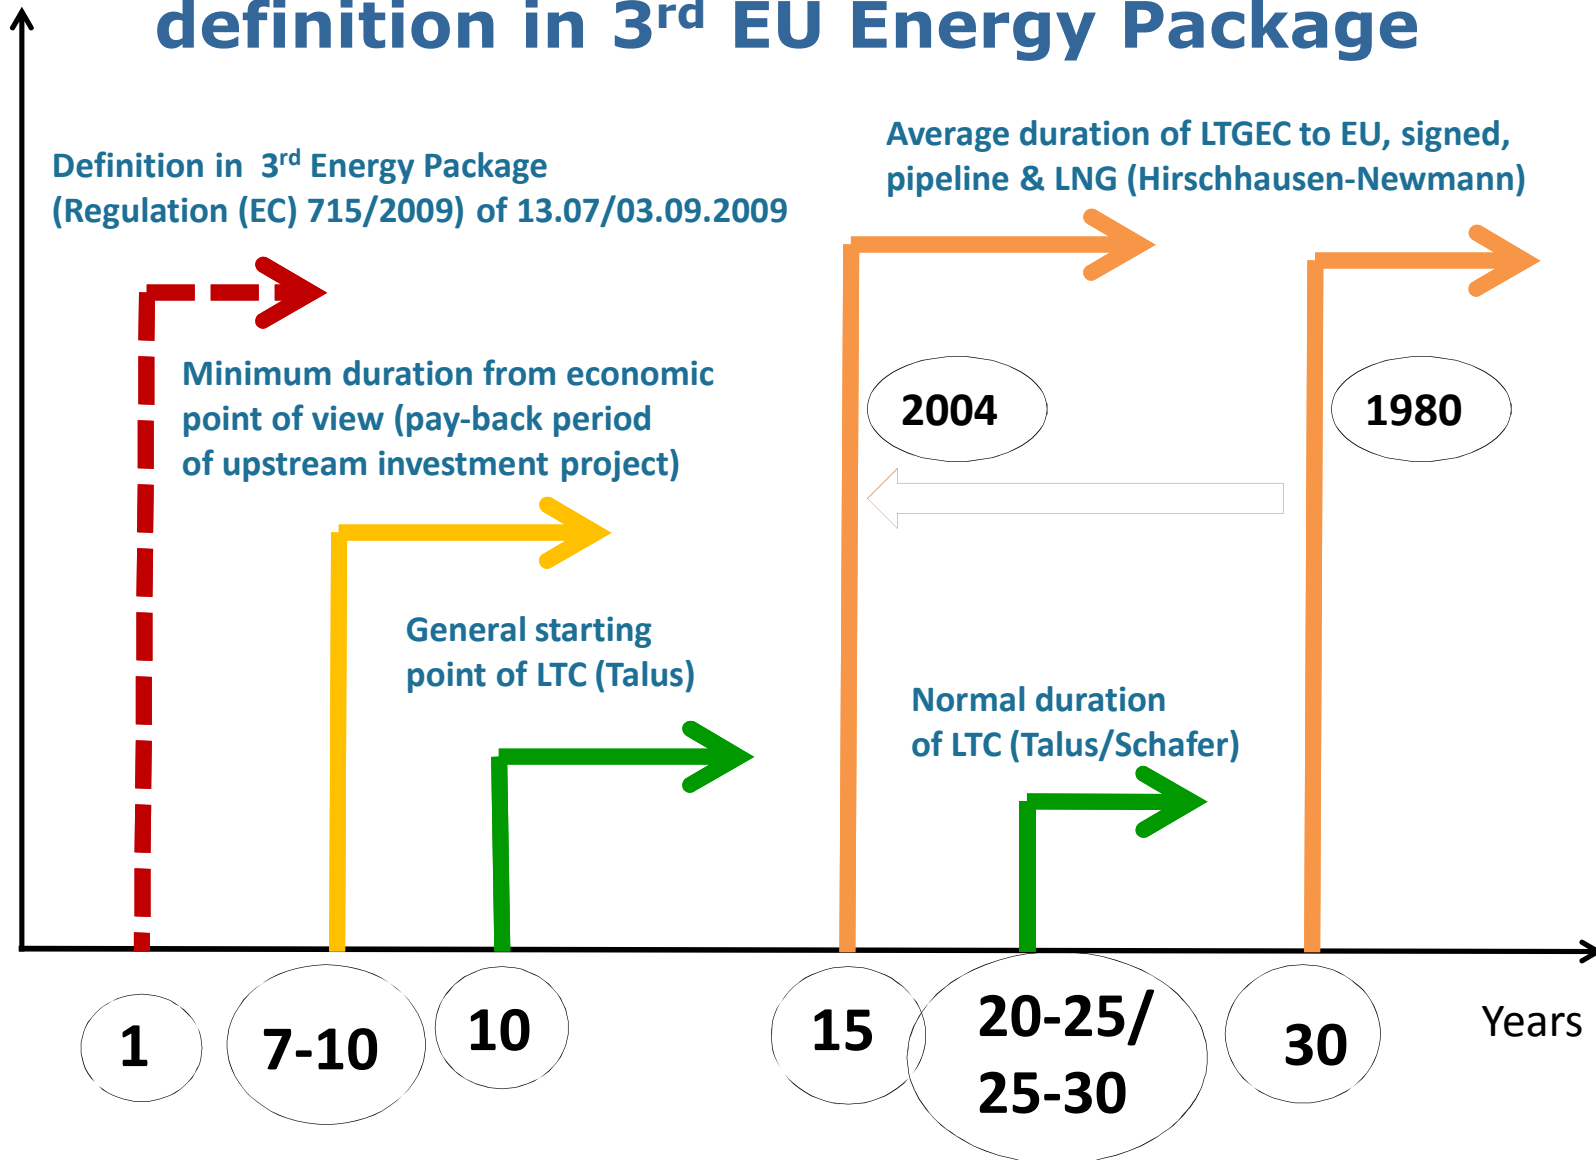 definition in 3rd EU Energy Package
Definition in 3rd Energy Package
(Regulation (EC) 715/2009) of 13.07/03.09.2009
Average duration of LTGEC to EU, signed,
pipeline & LNG (Hirschhausen-Newmann)
Minimum duration from economic
point of view (pay-back period
of upstream investment project)
2004
1980
General starting
point of LTC (Talus)
Normal duration
of LTC (Talus/Schafer)
1
7-10
10
15
20-25/
25-30
30
Years